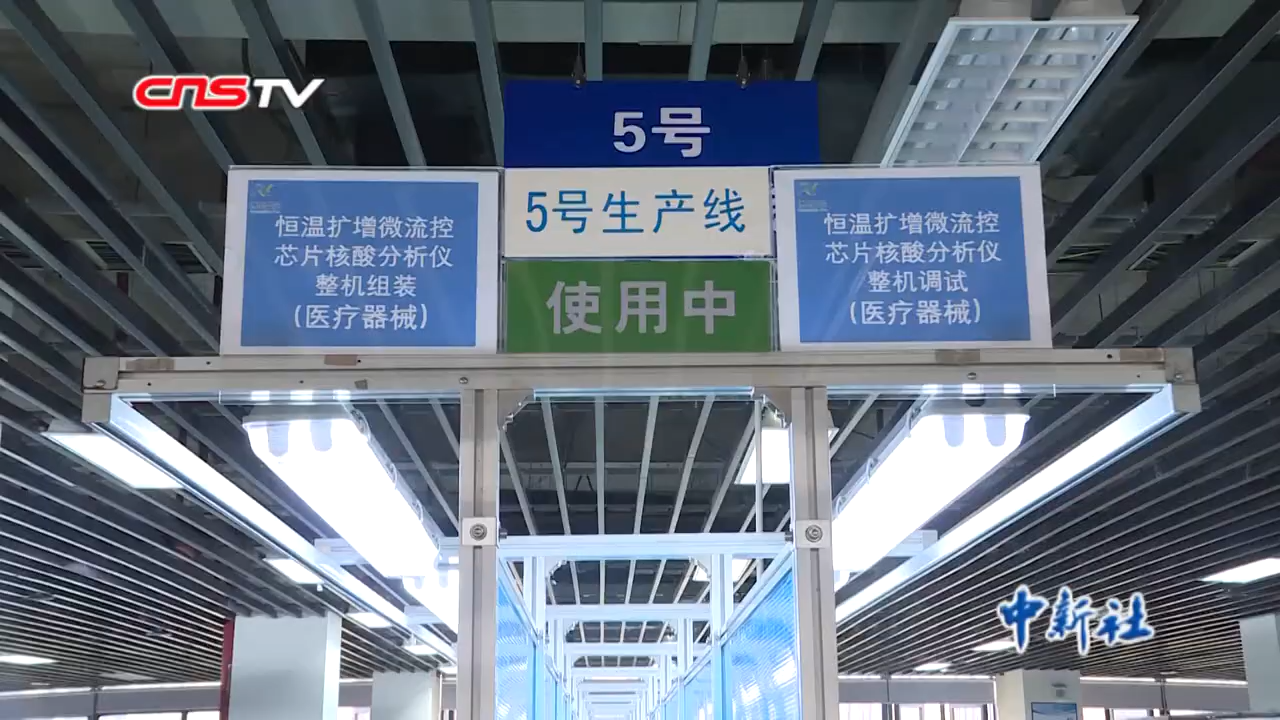 CNSTV
5号
5号生产线
使用中
恒温扩增微流控
芯片核酸分析仪
整机组装
(医疗器械)
恒温扩增微流控
芯片核酸分析仪
整机调试
(医疗器械)
中新社